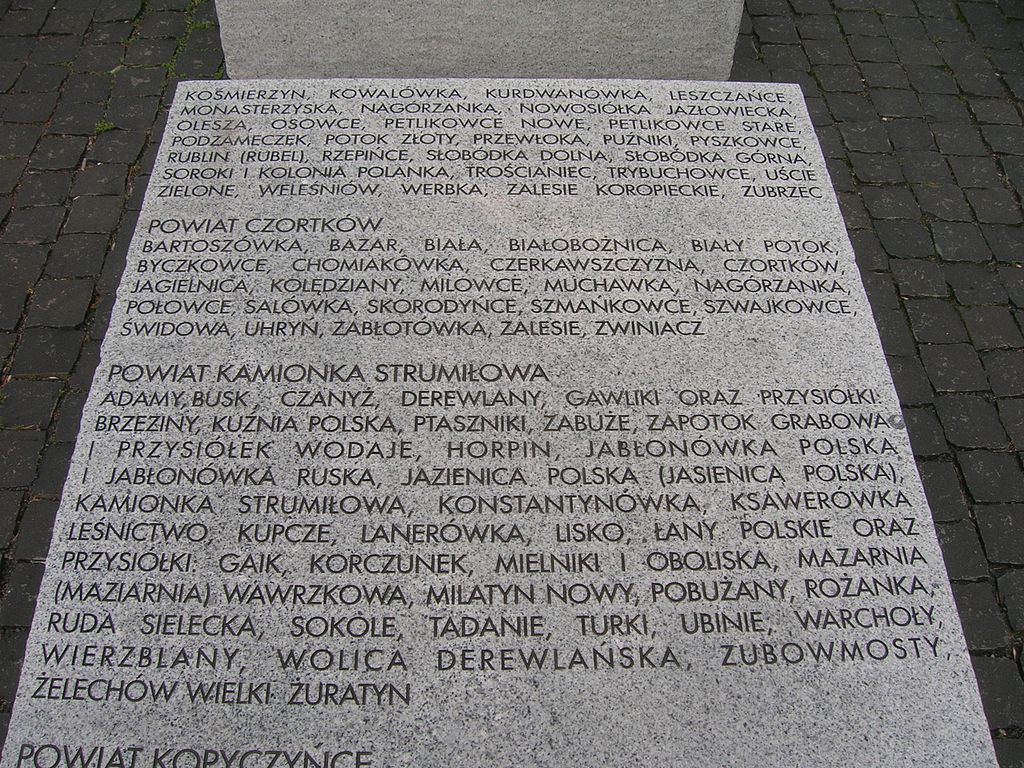 KOŚMIERZYN, KOWALÓWKA, KURDWANÓWKA, LESZCZAŃCE,
MONASTERZYSKA, NAGÓRZANKA, NOWOSIÓŁKA JAZŁOWIECKA,
OLESZA, OSOWCE, PETLIKOWCE NOWE, PETLIKOWCE STARE,
PODZAMECZEK, POTOK ZŁOTY, PRZEWŁOKA, PUŹNIKI, PYSZKOWCE,
RUBLIN (RUBEL), RZEPIŃCE, SŁOBÓDKA DOLNA, SŁOBÓDKA GÓRNA,
SOROKI I KOLONIA POLANKA, TROŚCIANIEC, TRYBUCHOWCE, UŚCIE
ZIELONE, WELEŚNIÓW, WERBKA, ZALESIE KOROPIECKIE, ZUBRZEC
POWIAT CZORTKÓW
BARTOSZÓWKA, BAZAR, BIAŁA, BIAŁOBOŻNICA, BIAŁY POTOK,
BYCZKOWCE, CHOMIAKÓWKA, CZERKAWSZCZYZNA, CZORTKÓW,
JAGIELNICA, KOLĘDZIANY, MILOWCE, MUCHAWKA, NAGÓRZANKA,
POŁOWCE, SALÓWKA, SKORODYŃCE, SZMAŃKOWCE, SZWAJKOWCE,
ŚWIDOWA, UHRYN, ZABŁOTÓWKA, ZALESIE, ZWINIACZ
POWIAT KAMIONKA STRUMIŁOWA
ADAMY, BUSK, CZANYŻ, DEREWLANY, GAWLIKI ORAZ PRZYSIÓŁKI:
BRZEZINY, KUŹNIA POLSKA, PTASZNIKI, ZABUŻE, ZAPOTOK, GRABOWA
I PRZYSIÓŁEK WODAJE, HORPIN, JABŁONÓWKA POLSKA
I JABŁONÓWKA RUSKA, JAZIENICA POLSKA (JASIENICA POLSKA),
KAMIONKA STRUMIŁOWA, KONSTANTYNÓWKA, KSAWERÓWKA
LEŚNICTWO, KUPCZE, LANERÓWKA, LISKO, ŁANY POLSKIE ORAZ
PRZYSIÓŁKI: GAIK, KORCZUNEK, MIELNIKI I OBOLISKA, MAZARNIA
(MAZIARNIA) WAWRZKOWA, MILATYN NOWY, POBUŻANY, ROŻANKA,
RUDA SIELECKA, SOKOLE, TADANIE, TURKI, UBINIE, WARCHOŁY,
WIERZBLANY, WOLICA DEREWLAŃSKA, ZUBOWMOSTY,
ŻELECHÓW WIELKI ŻURATYN
POWIAT KOPYCZYŃCE